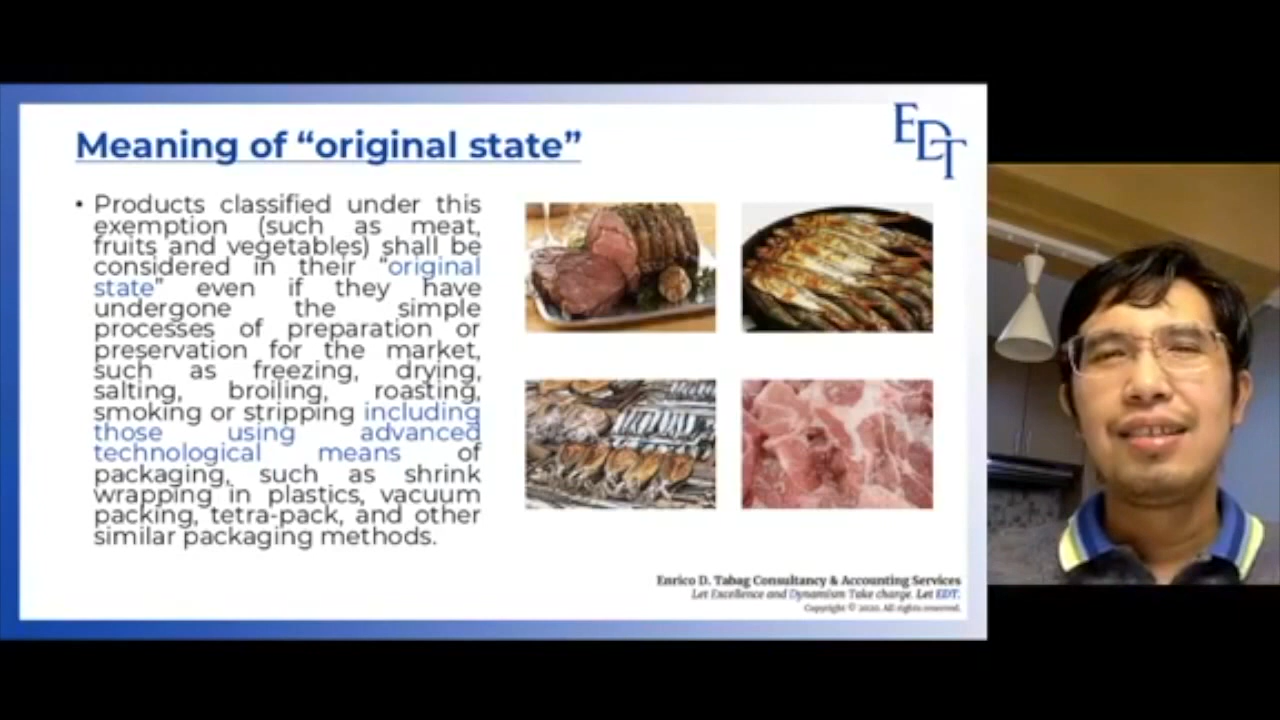 Meaning of “original state”
EDT
• Products classified under this
exemption (such as meat,
fruits and vegetables) shall be
considered in their “original
state” even if they have
undergone the simple
processes of preparation or
preservation for the market,
such as freezing, drying,
salting, broiling, roasting,
smoking or stripping including
those using advanced
technological means of
packaging, such as shrink
wrapping in plastics, vacuum
packing, tetra-pack, and other
similar packaging methods.
Enrico D. Tabag Consultancy & Accounting Services
Let Excellence and Dynamism Take charge. Let EDT.
Copyright © 2020. All rights reserved.